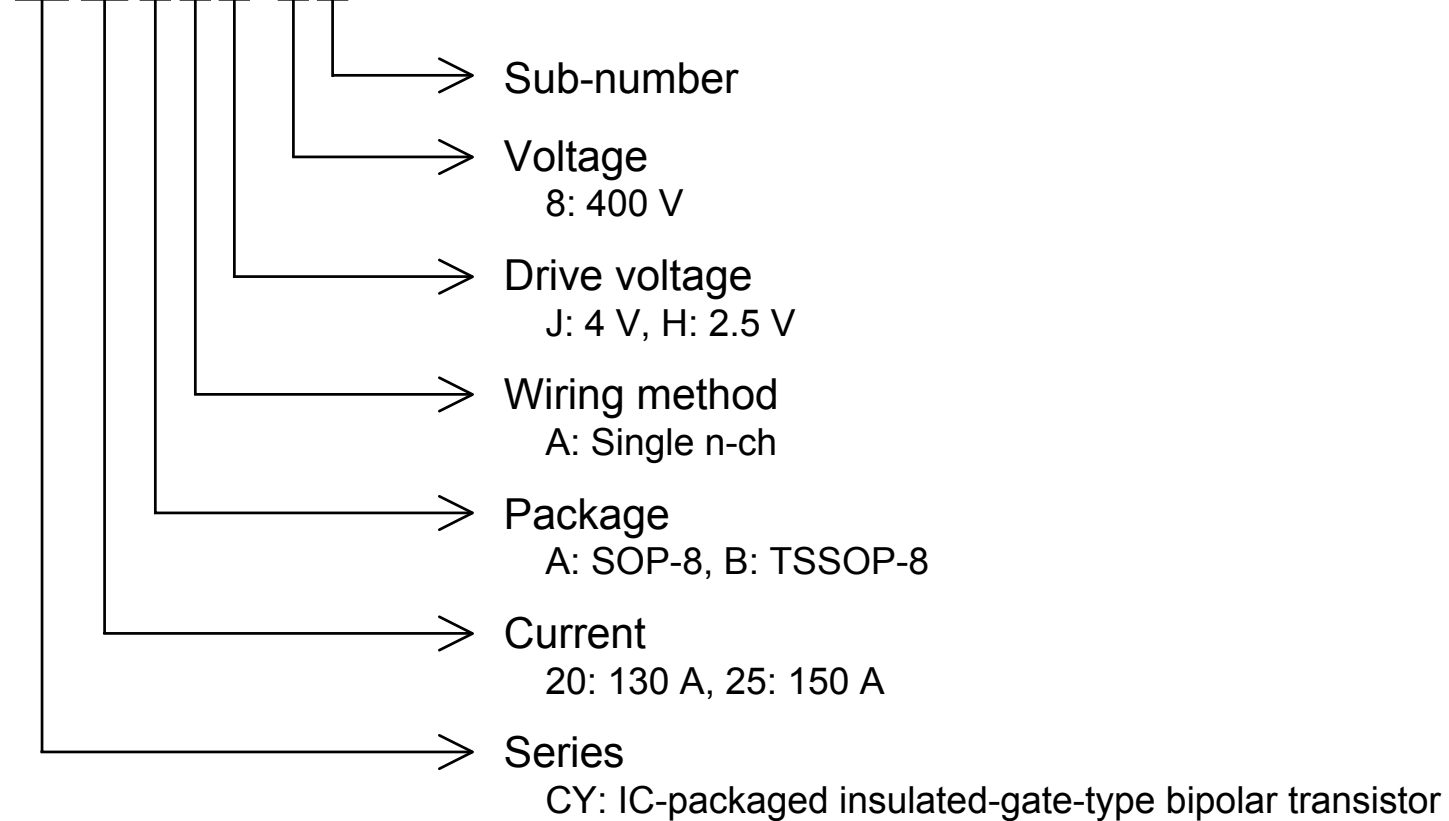 Sub-number
Voltage
8: 400 V
Drive voltage
J: 4 V, H: 2.5 V
Wiring method
A: Single n-ch
Package
A: SOP-8, B: TSSOP-8
Current
20: 130 A, 25: 150 A
Series
CY: IC-packaged insulated-gate-type bipolar transistor